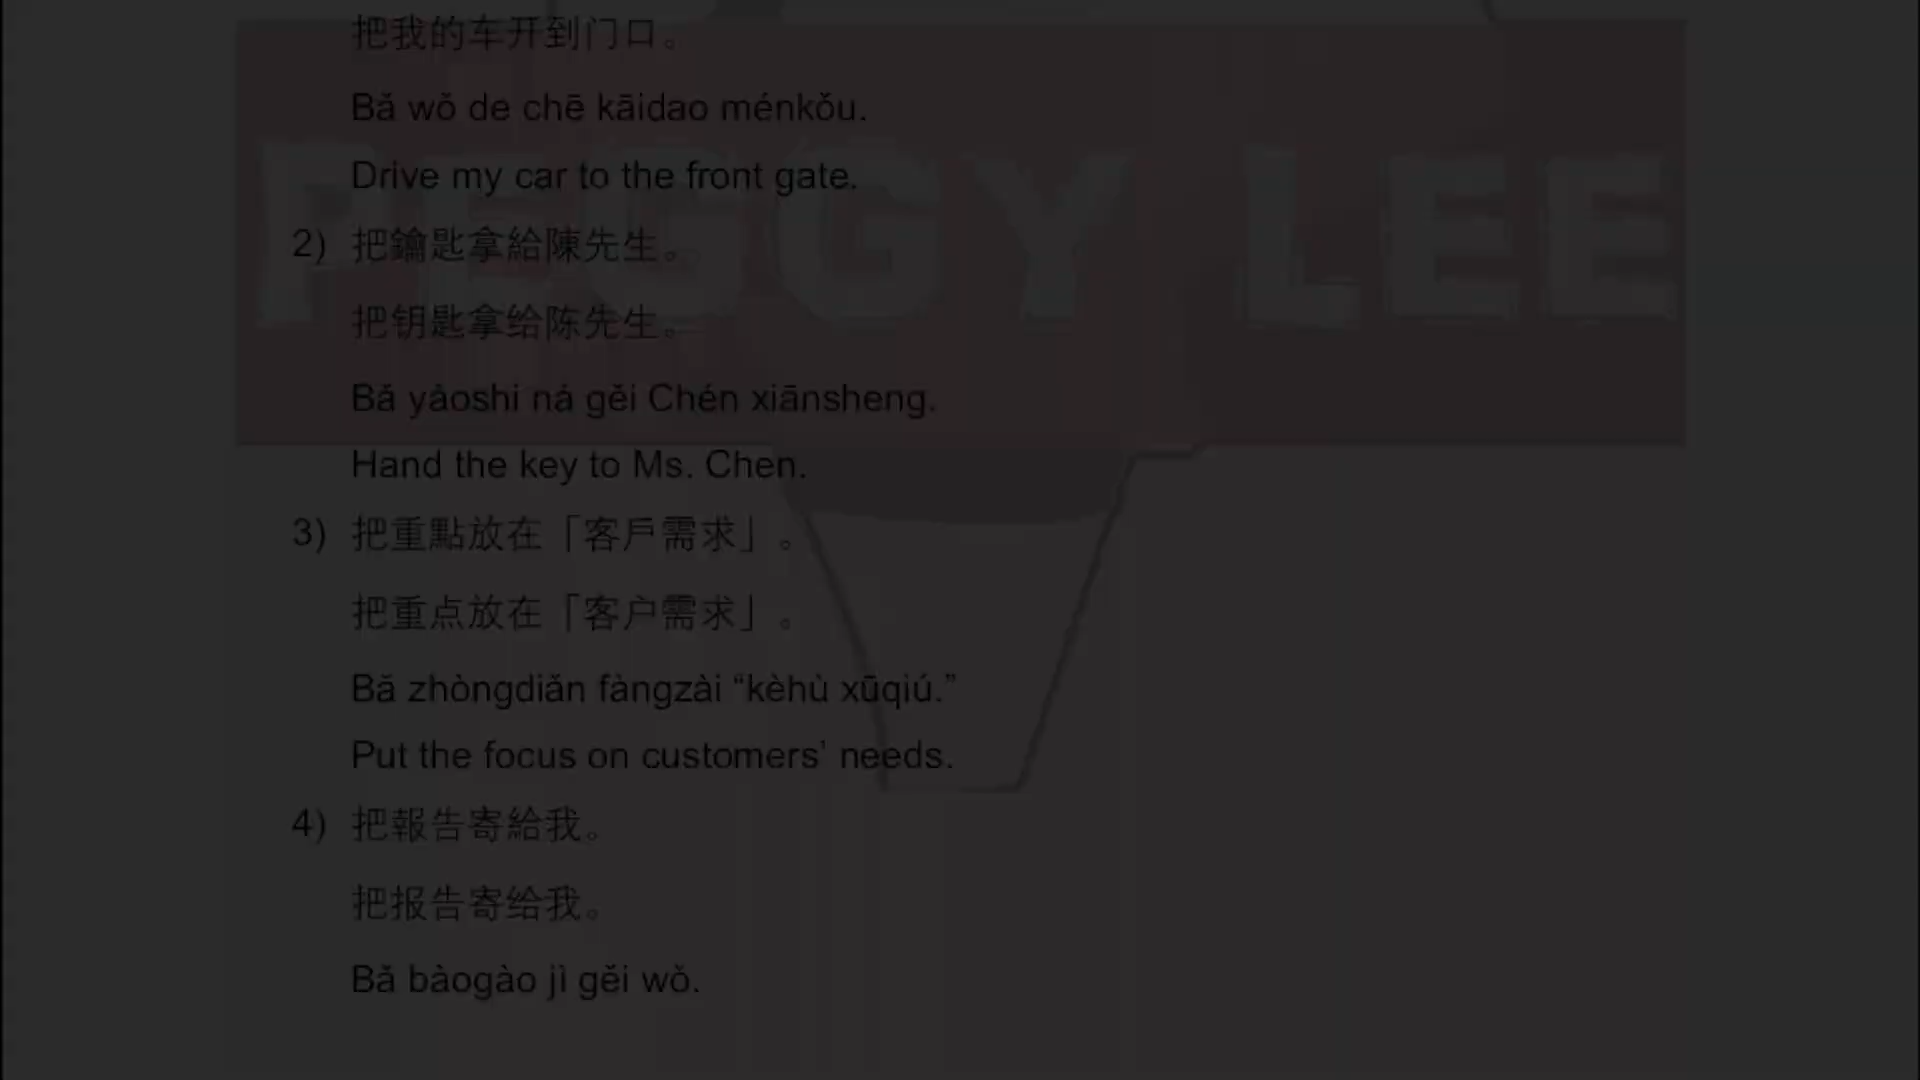 把我的车开到门口。
Bǎ wǒ de chē kāidao ménkǒu.
Drive my car to the front gate.
PEGGY LEE
2) 把鑰匙拿給陳先生。
把钥匙拿给陈先生。
Bǎ yàoshi ná gěi Chén xiānsheng.
Hand the key to Ms. Chen.
3) 把重點放在「客戶需求」。
把重点放在「客户需求」。
Bǎ zhòngdiǎn fàngzài “kèhù xūqiú.”
Put the focus on customers’ needs.
4) 把報告寄給我。
把报告寄给我。
Bǎ bàogào jì gěi wǒ.